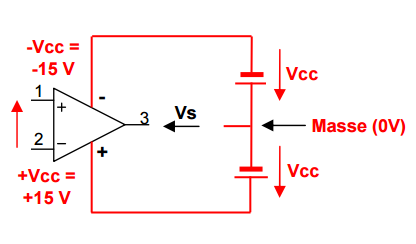 -Vcc =
-15 V
Vcc
1
+
-
3
Vs
Masse (0V)
2
-
+
+Vcc =
+15 V
Vcc